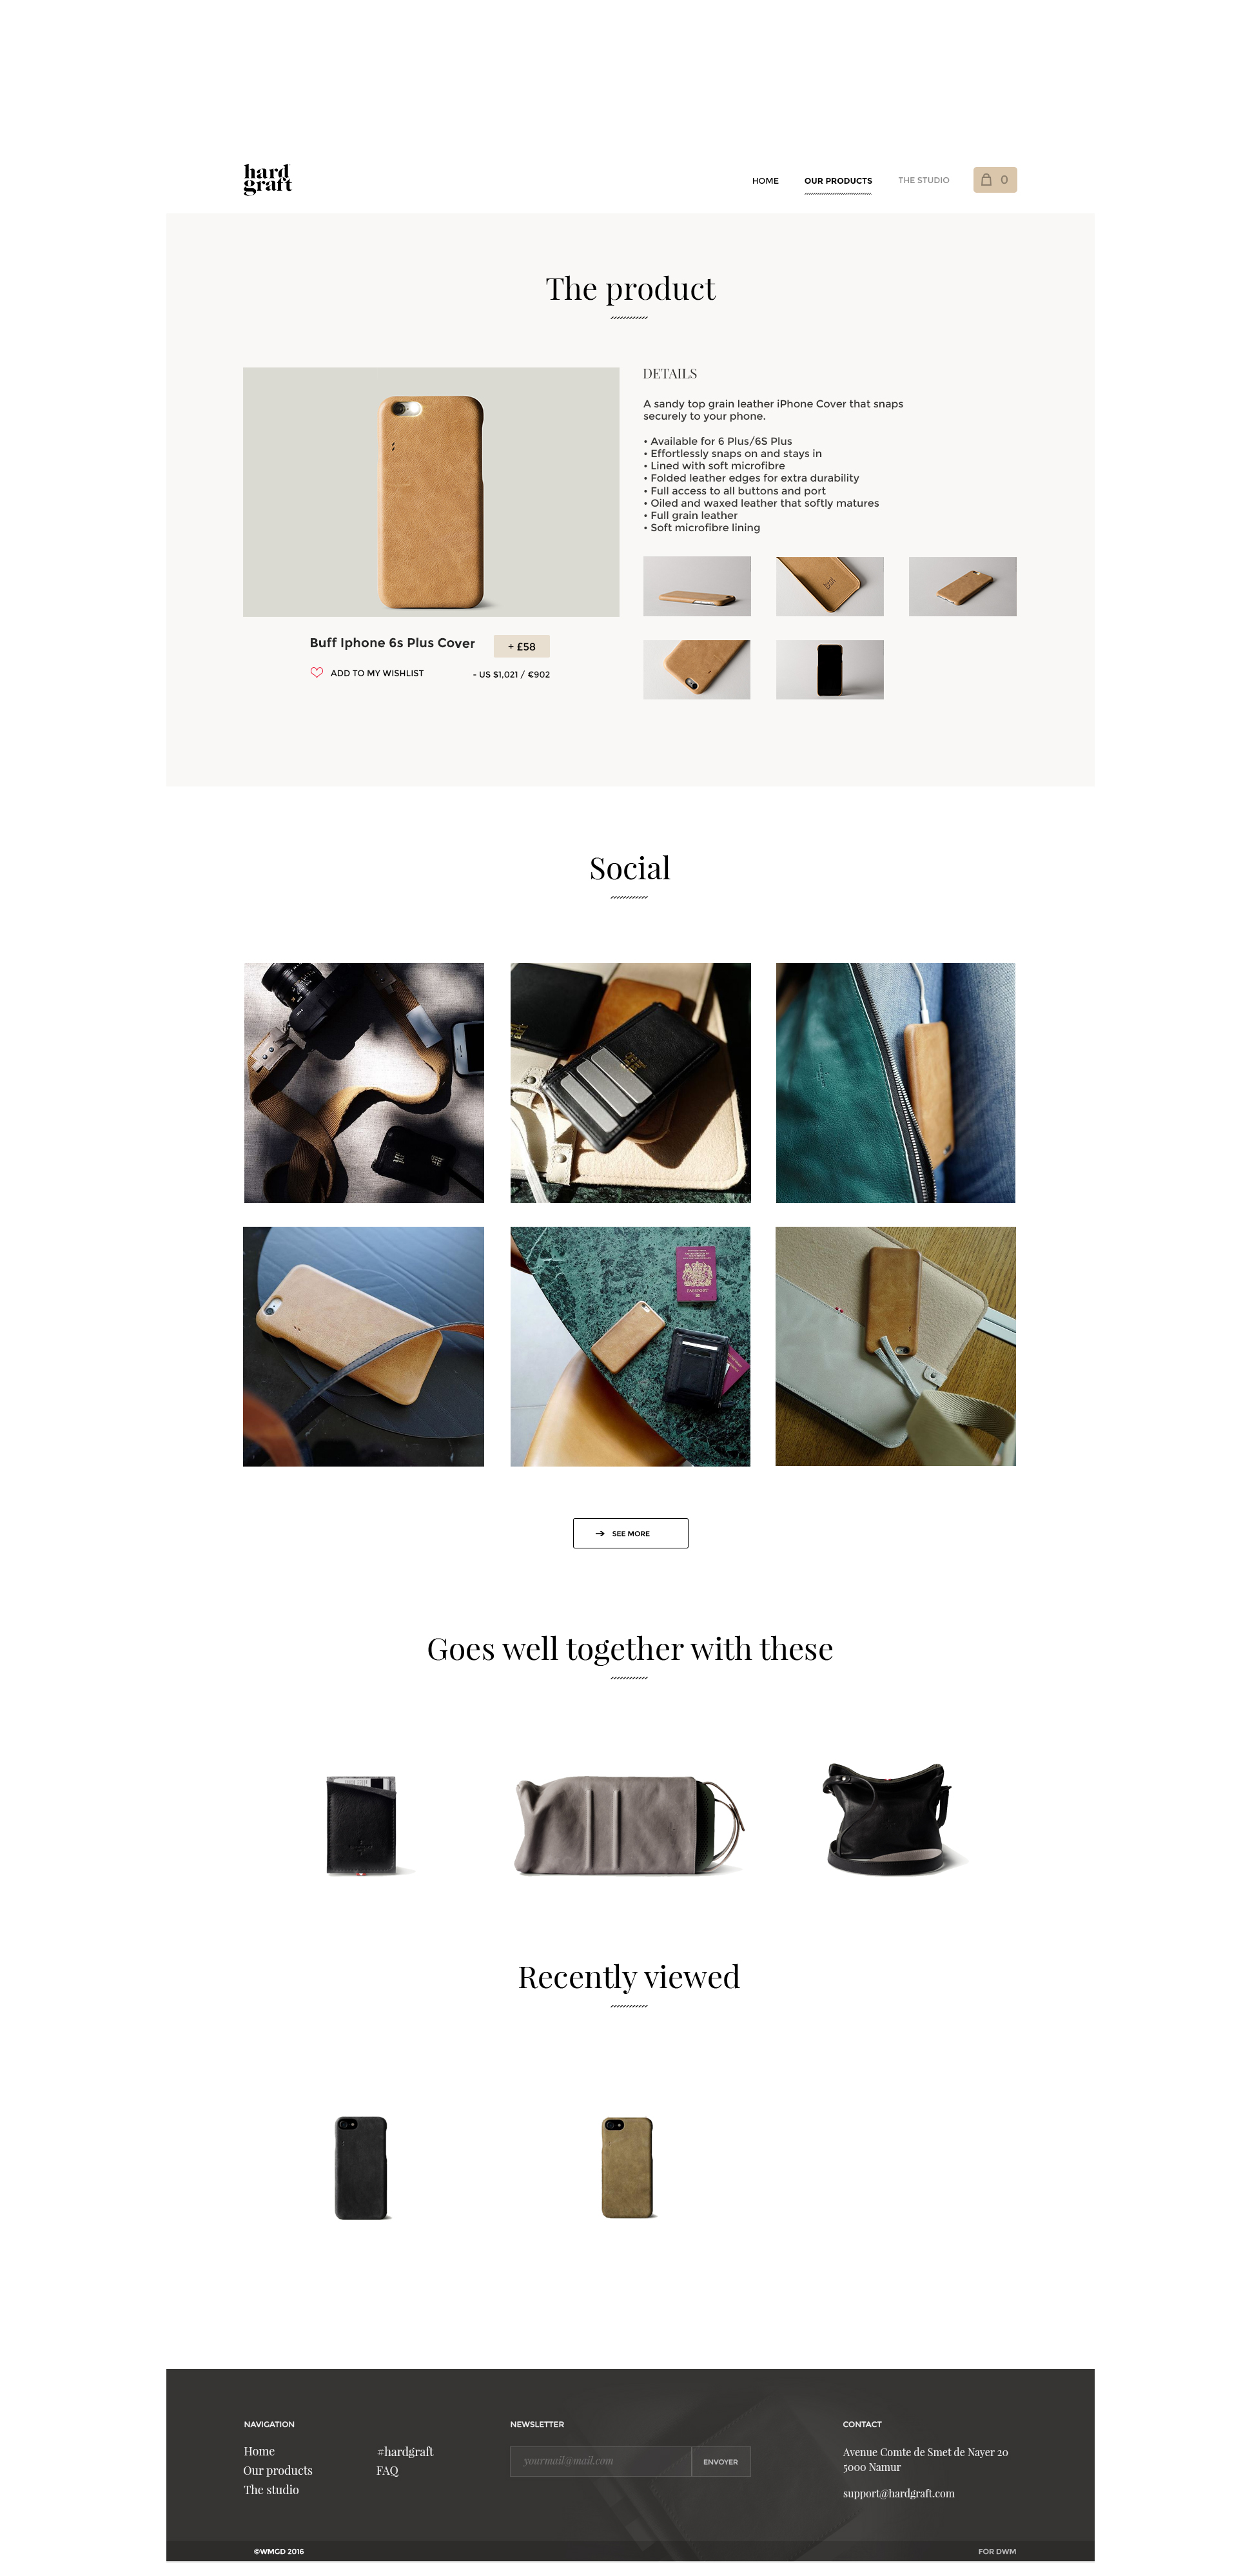 hard
graft
HOME
OUR PRODUCTS
THE STUDIO
0
The product
DETAILS
A sandy top grain leather iPhone Cover that snaps
securely to your phone.
• Available for 6 Plus/6S Plus
• Effortlessly snaps on and stays in
• Lined with soft microfibre
• Folded leather edges for extra durability
• Full access to all buttons and port
• Oiled and waxed leather that softly matures
• Full grain leather
• Soft microfibre lining
Buff Iphone 6s Plus Cover
+ £58
ADD TO MY WISHLIST
- US $1,021 / €902
Social
PASSPORT
SEE MORE
Goes well together with these
Recently viewed
NAVIGATION
Home
Our products
The studio
#hardgraft
FAQ
NEWSLETTER
yourmail@mail.com
ENVOYER
CONTACT
Avenue Comte de Smet de Nayer 20
5000 Namur
support@hardgraft.com
©WMGD 2016
FOR DWM